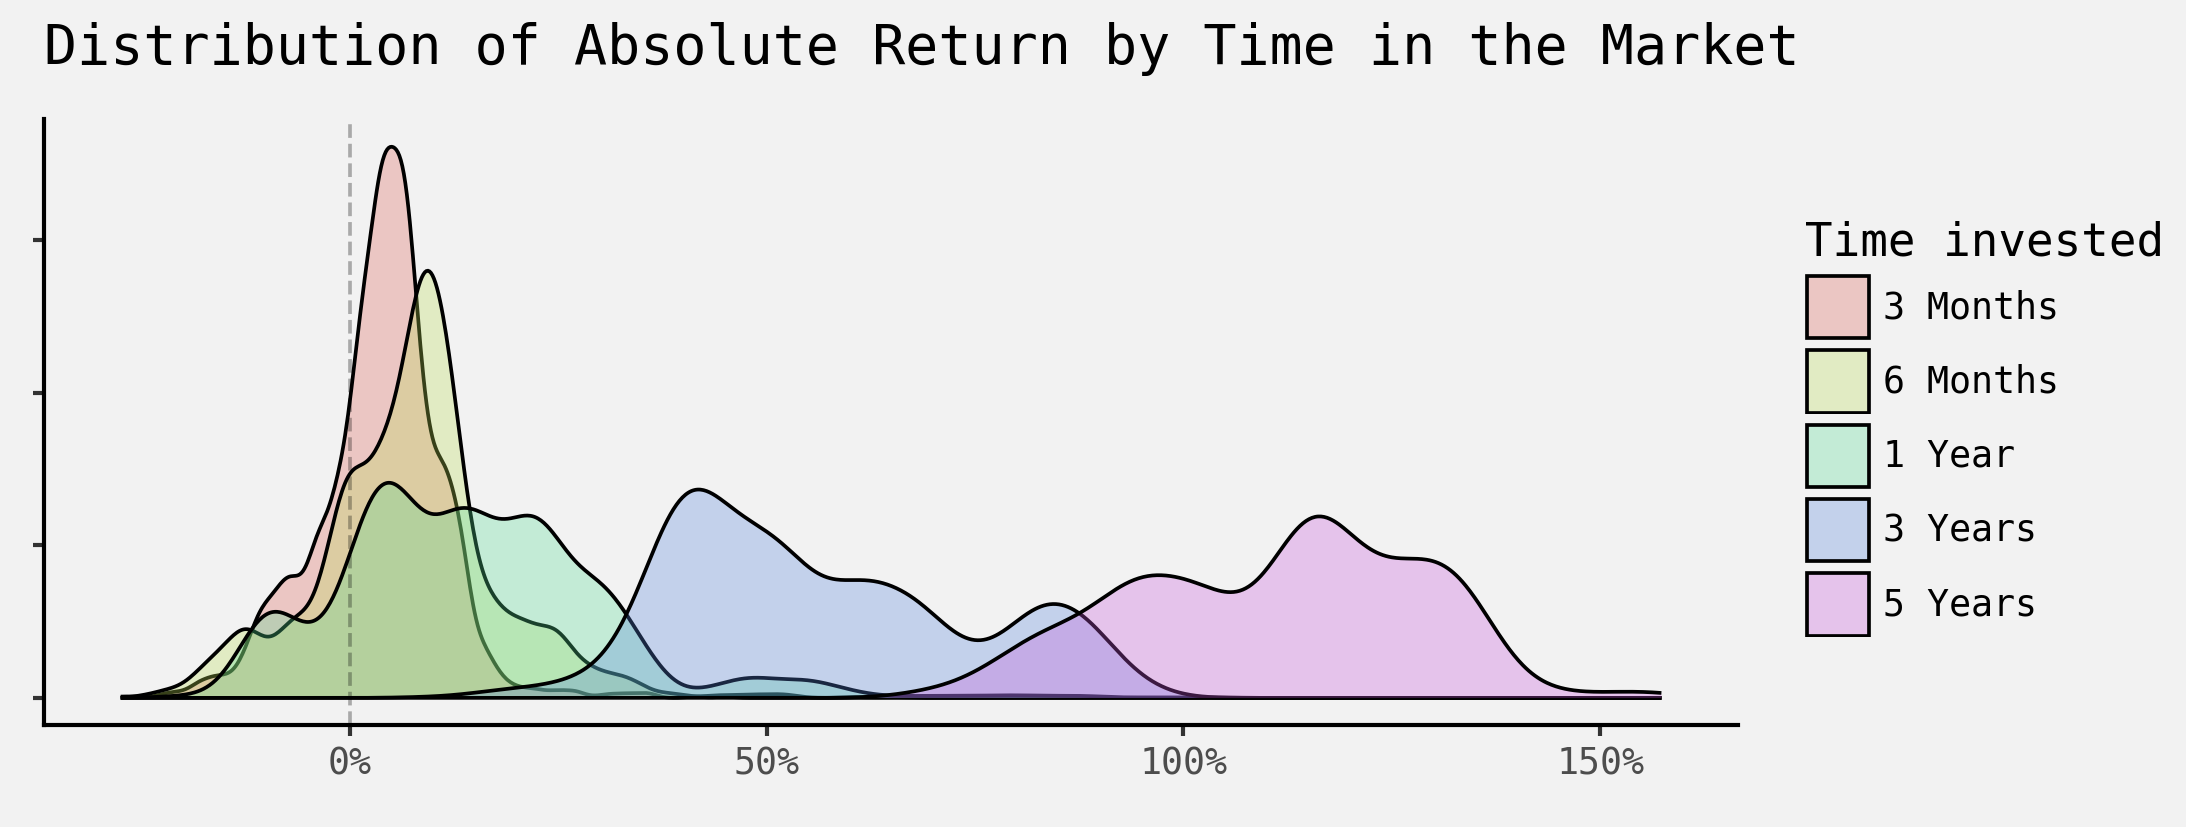 Distribution of Absolute Return by Time in the Market
Time invested
3 Months
6 Months
1 Year
3 Years
5 Years
0%
50%
100%
150%